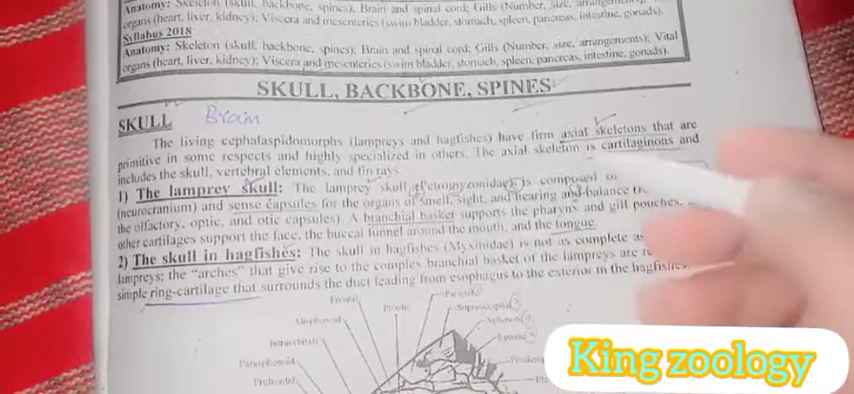 Anatomy: Skeleton (skull, backbone, spines); Brain and spinal cord; Gills (Number, size, arrangements);
organs (heart, liver, kidney); Viscera and mesenteries (swim bladder, stomach, spleen, pancreas, intestine, gonads).
Syllabus 2018
Anatomy: Skeleton (skull, backbone, spines); Brain and spinal cord; Gills (Number, size, arrangements); Vital
organs (heart, liver, kidney); Viscera and mesenteries (swim bladder, stomach, spleen, pancreas, intestine, gonads).
SKULL, BACKBONE, SPINES
SKULL Brain
The living cephalaspidomorphs (lampreys and hagfishes) have firm axial skeletons that are
primitive in some respects and highly specialized in others. The axial skeleton is cartilaginous and
includes the skull, vertebral elements, and fin rays.
1) The lamprey skull: The lamprey skull (Petromyzonidae) is composed of
(neurocranium) and sense capsules for the organs of smell, sight, and hearing and balance
the olfactory, optic, and otic capsules). A branchial basket supports the pharynx and gill pouches,
other cartilages support the face, the buccal funnel around the mouth, and the tongue.
2) The skull in hagfishes: The skull in hagfishes (Myxinidae) is not as complete as
lampreys; the "arches" that give rise to the complex branchial basket of the lampreys are
simple ring-cartilage that surrounds the duct leading from esophagus to the exterior in the hagfishes.
Frontal
Parietal
Alisphenoid
Prootic
Supraoccipital
Sphenotic
Infraorbitals
Epiotic
Parasphenoid
Prefrontal
King zoology